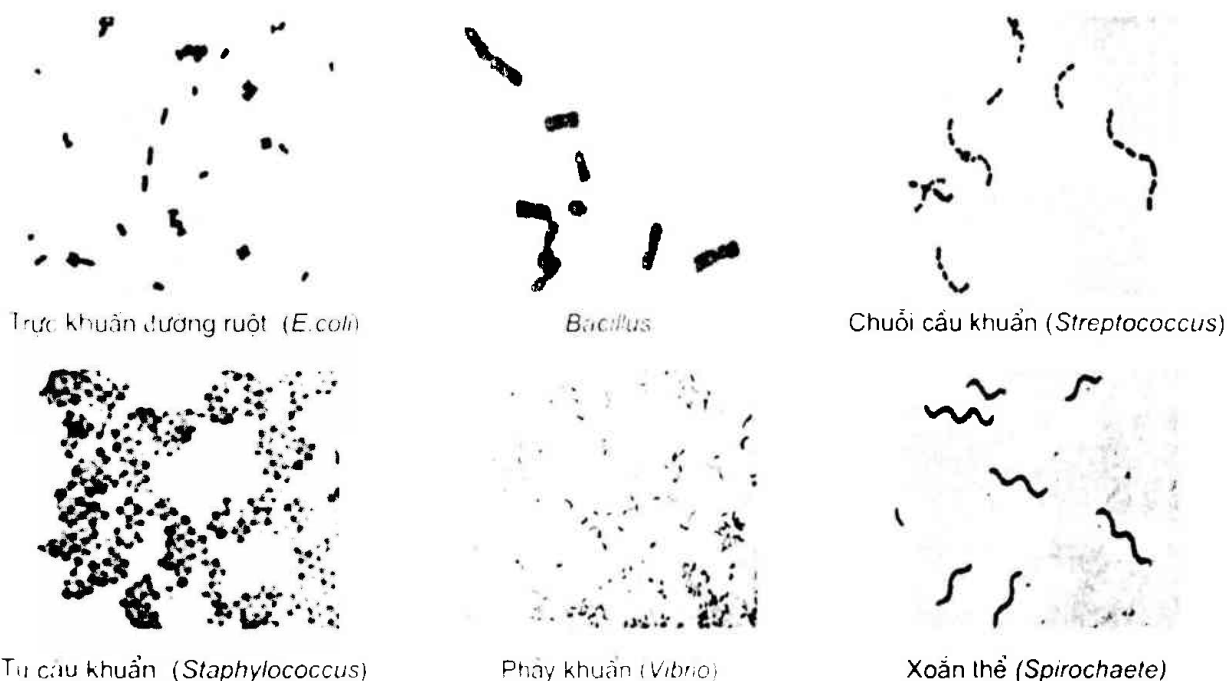 Trực khuẩn đường ruột (E.coli)
Bacillus
Chuỗi cầu khuẩn (Streptococcus)
Tụ cầu khuẩn (Staphylococcus)
Phảy khuẩn (Vibrio)
Xoắn thể (Spirochaete)